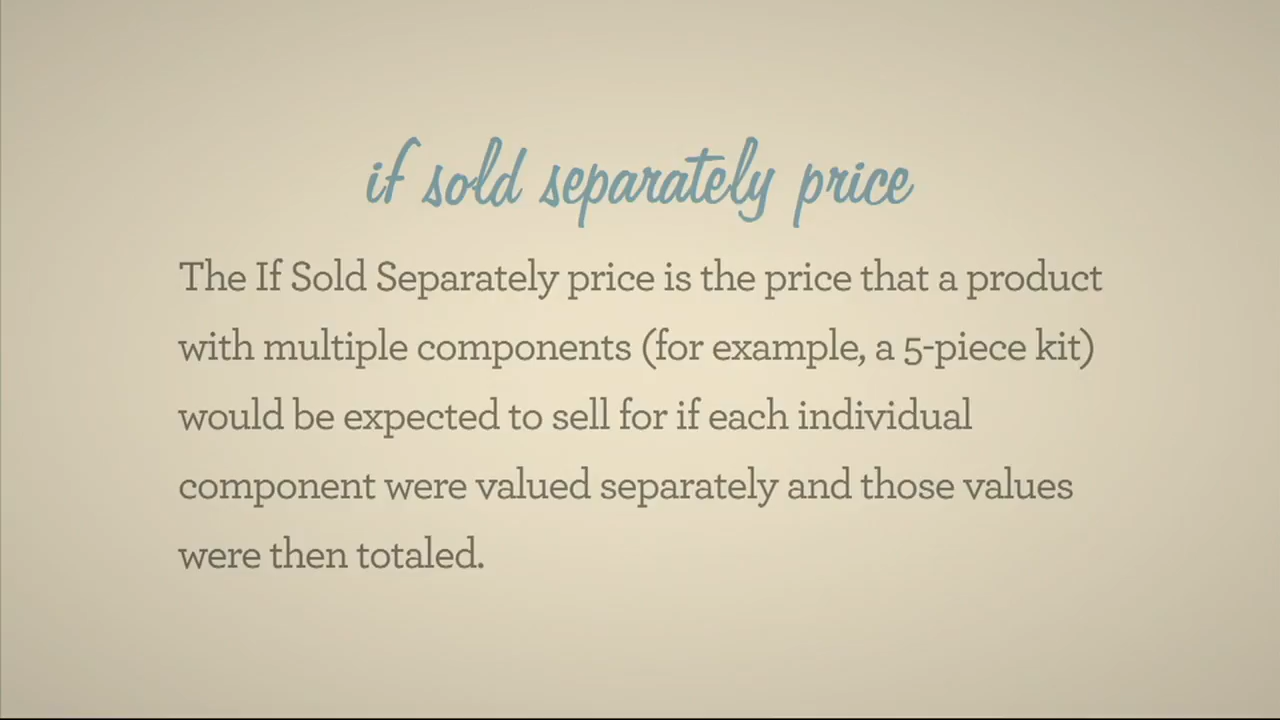 if sold separately price
The If Sold Separately price is the price that a product
with multiple components (for example, a 5-piece kit)
would be expected to sell for if each individual
component were valued separately and those values
were then totaled.